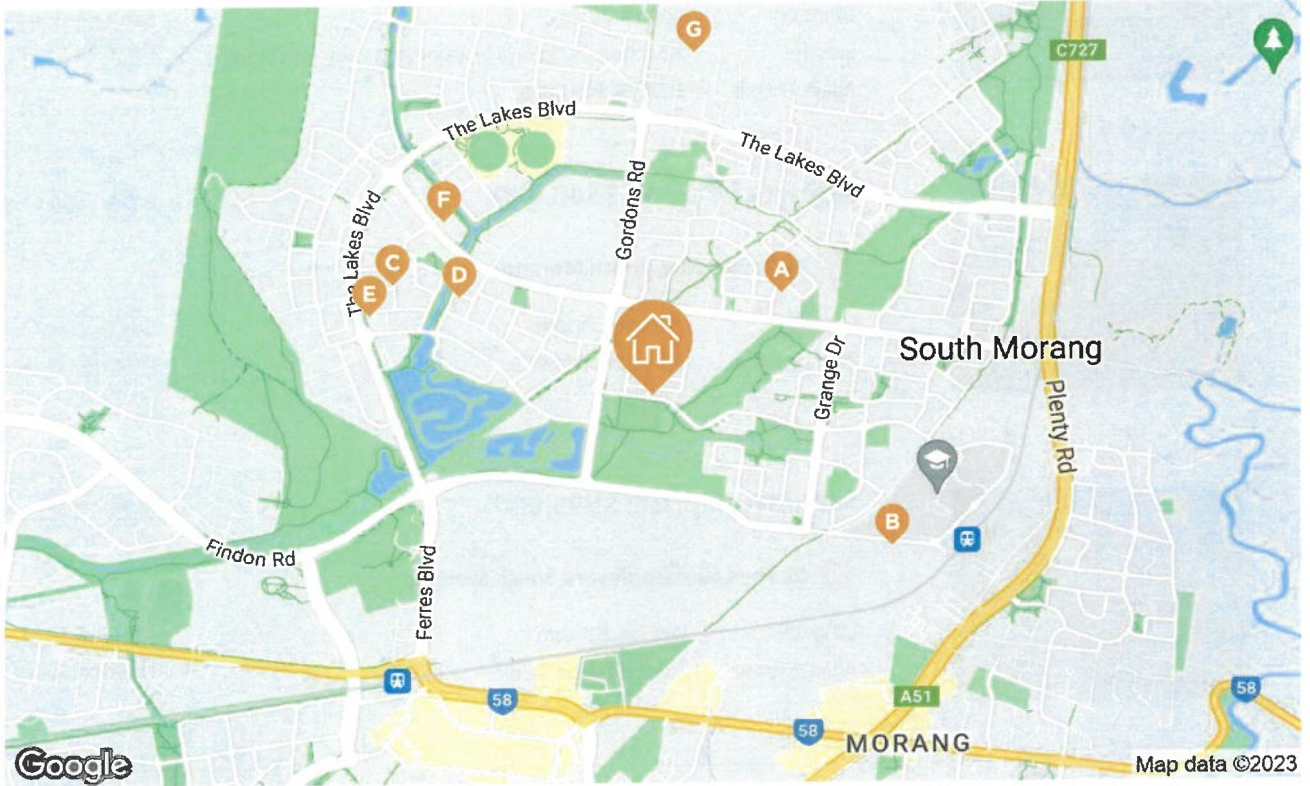 G
C727
The Lakes Blvd
The Lakes Blvd
Gordons Rd
F
The Lakes Blvd
C
D
A
E
South Morang
Grange Dr
Plenty Rd
B
Findon Rd
Ferres Blvd
58
A51
58
58
MORANG
Google
Map data ©2023